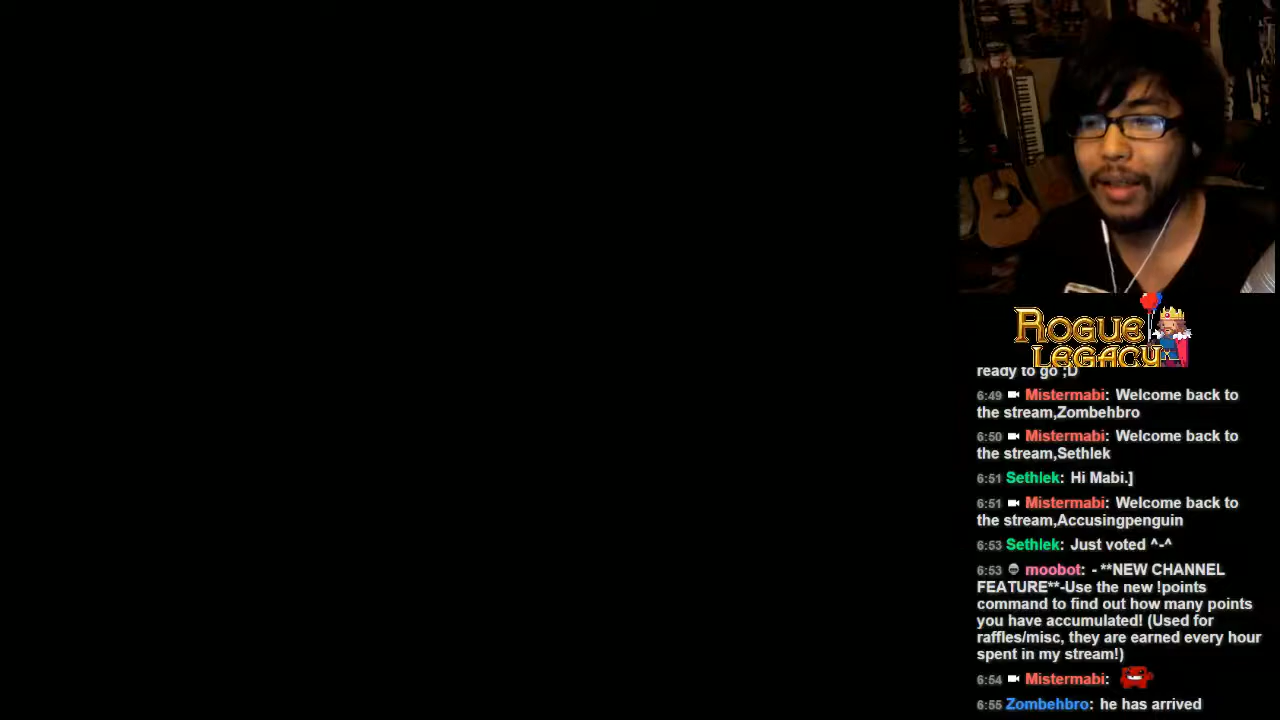 ROGUE
LEGACY
ready to go ;D
6:49 Mistermabi: Welcome back to
the stream,Zombehbro
6:50 Mistermabi: Welcome back to
the stream,Sethlek
6:51 Sethlek: Hi Mabi.]
6:51 Mistermabi: Welcome back to
the stream,Accusingpenguin
6:53 Sethlek: Just voted ^-^
6:53 moobot: - **NEW CHANNEL
FEATURE**-Use the new !points
command to find out how many points
you have accumulated! (Used for
raffles/misc, they are earned every hour
spent in my stream!)
6:54 Mistermabi:
6:55 Zombehbro: he has arrived